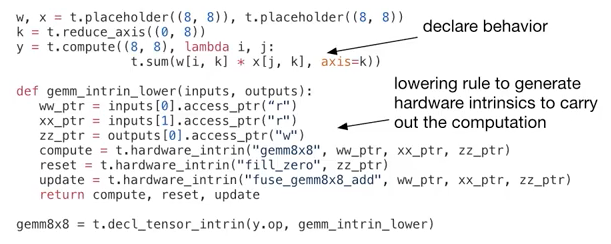 w, x = t.placeholder((8, 8)), t.placeholder((8, 8))
k = t.reduce_axis((0, 8))
y = t.compute((8, 8), lambda i, j:
t.sum(w[i, k] * x[j, k], axis=k))
declare behavior
def gemm_intrin_lower(inputs, outputs):
ww_ptr = inputs[0].access_ptr(“r")
xx_ptr = inputs[1].access_ptr("r")
zz_ptr = outputs[0].access_ptr("w")
compute = t.hardware_intrin("gemm8x8", ww_ptr, xx_ptr, zz_ptr)
reset = t.hardware_intrin("fill_zero", zz_ptr)
update = t.hardware_intrin("fuse_gemm8x8_add", ww_ptr, xx_ptr, zz_ptr)
return compute, reset, update
lowering rule to generate
hardware intrinsics to carry
out the computation
gemm8x8 = t.decl_tensor_intrin(y.op, gemm_intrin_lower)